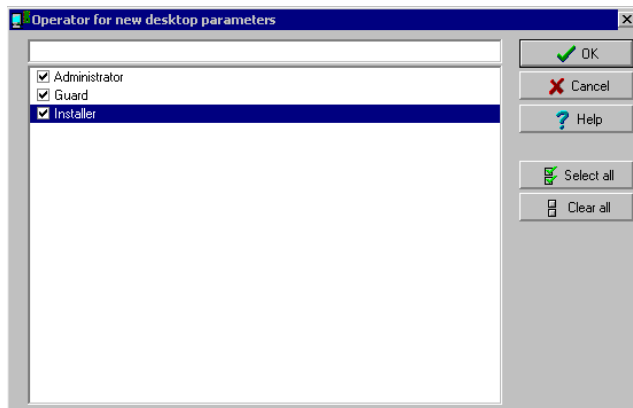 Operator for new desktop parameters
Administrator
Guard
Installer
OK
Cancel
Help
Select all
Clear all